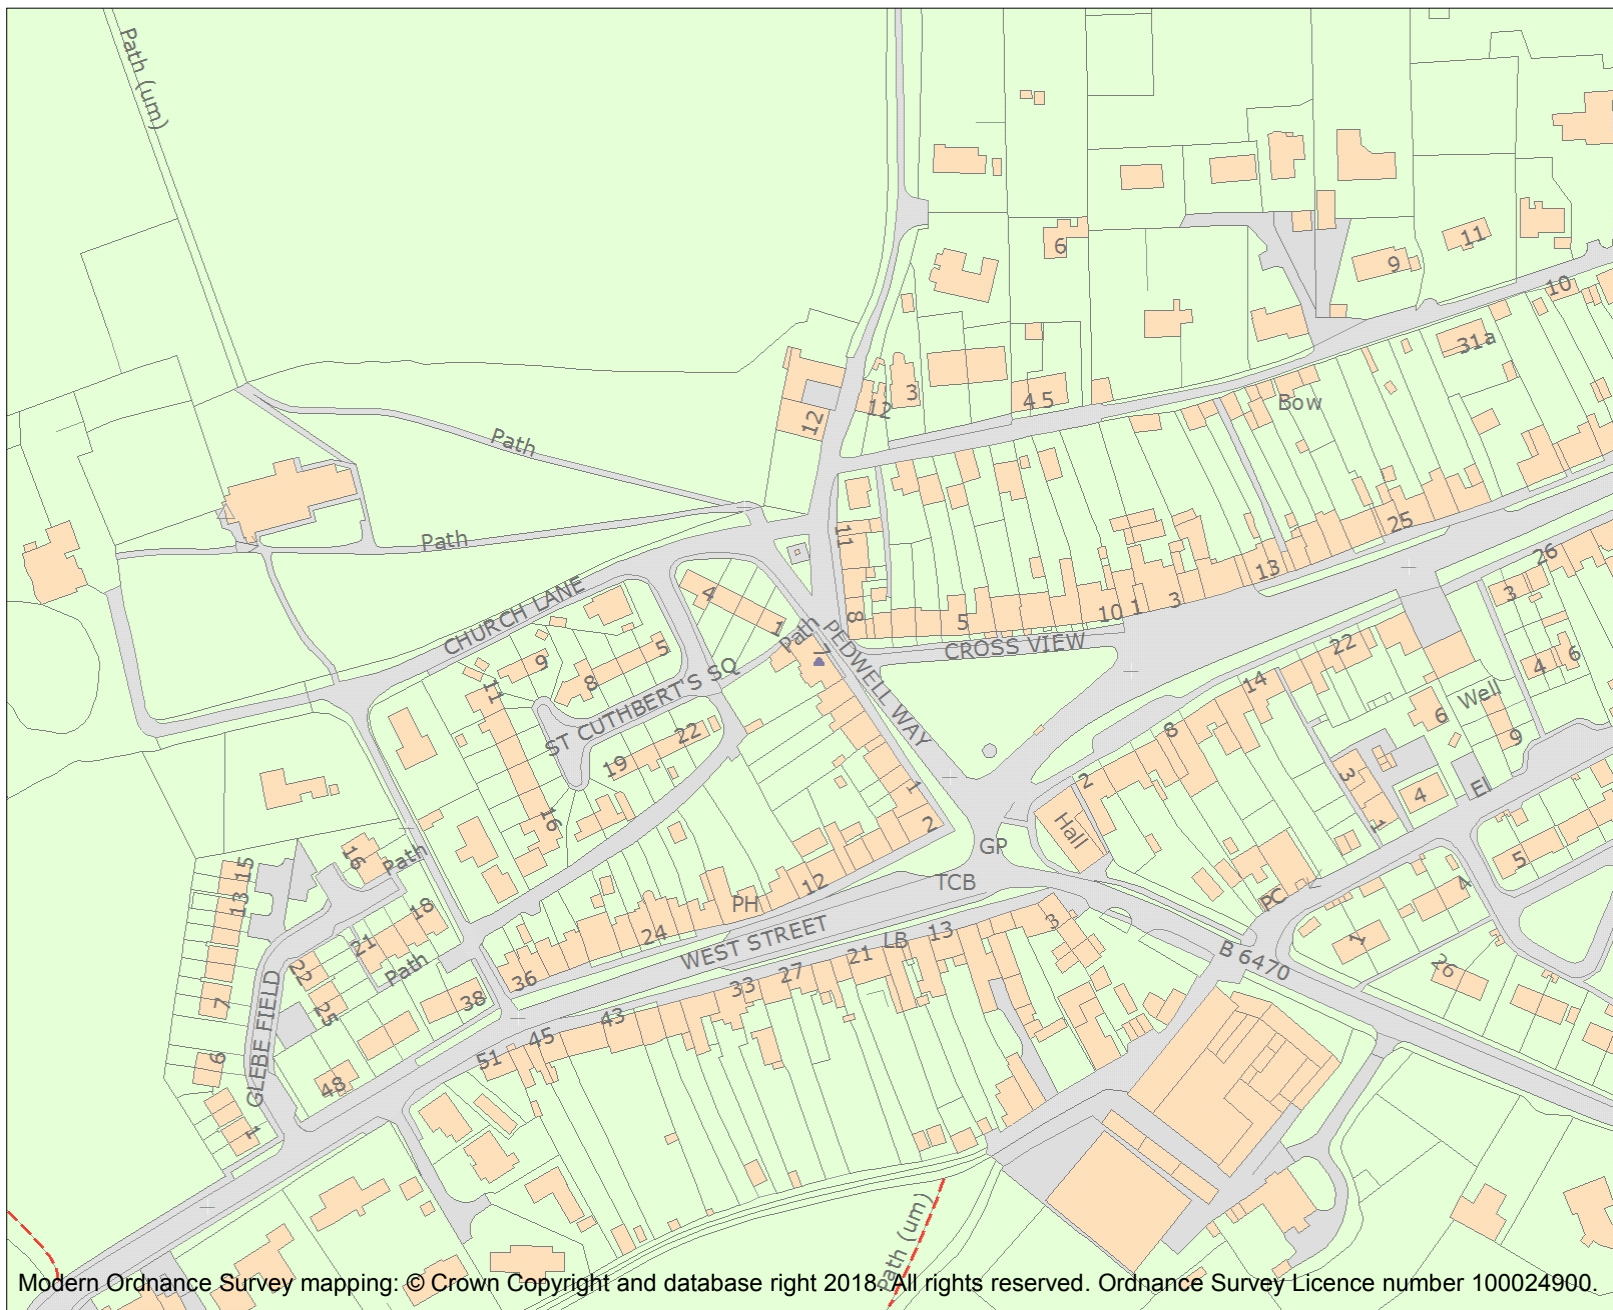 Path (um)
6
11
9
10
31a
3
12
4 5
12
Bow
Path
Path
11
25
13
26
3
10 1
3
5
8
CHURCH LANE
4
1
Path
7
PEDWELL WAY
CROSS VIEW
5
9
8
11
ST CUTHBERT'S SQ
22
19
16
22
14
8
4
6
Well
6
9
2
3
4
El
1
1
2
Hall
GP
TCB
12
PH
24
WEST STREET
36
16
Path
15
13
18
21
Path
22
25
7
38
GLEBE FIELD
6
48
1
51
45
43
33
27
21
LB
13
3
PC
5
4
1
26
B 6470
Path (um)
Modern Ordnance Survey mapping: © Crown Copyright and database right 2018. All rights reserved. Ordnance Survey Licence number 100024900.